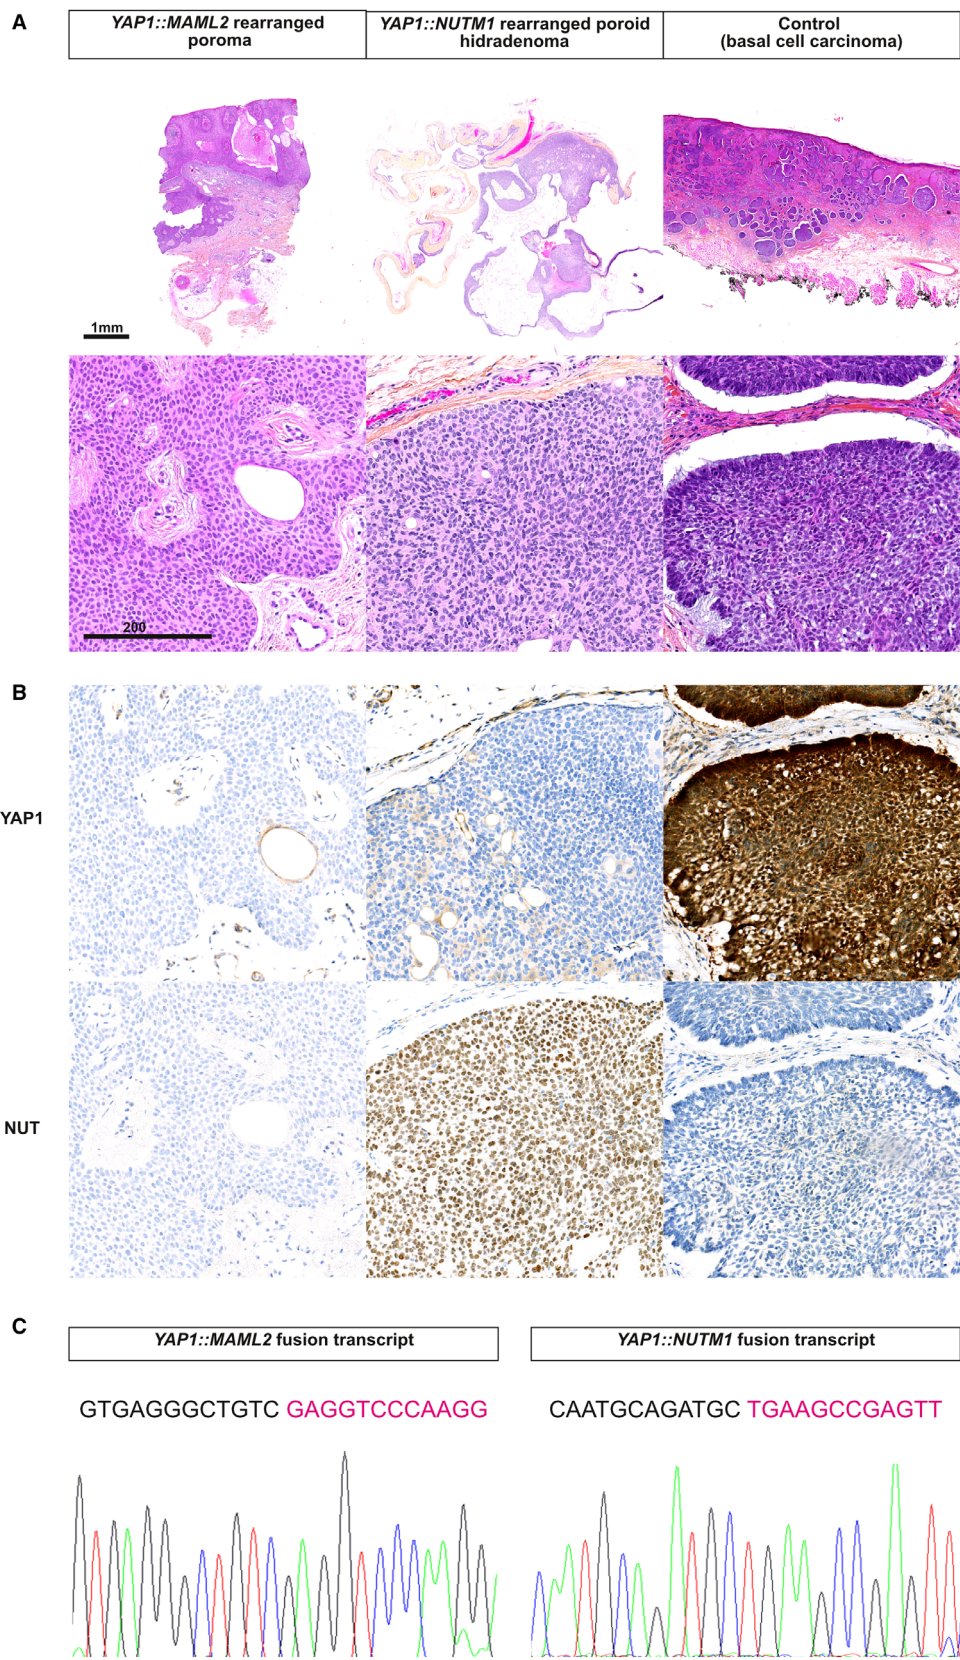 A
YAP1::MAML2 rearranged
poroma
YAP1::NUTM1 rearranged poroid
hidradenoma
Control
(basal cell carcinoma)
1mm
200
B
YAP1
NUT
C
YAP1::MAML2 fusion transcript
YAP1::NUTM1 fusion transcript
GTGAGGGCTGTC GAGGTCCCAAGG
CAATGCAGATGC TGAAGCCGAGTT